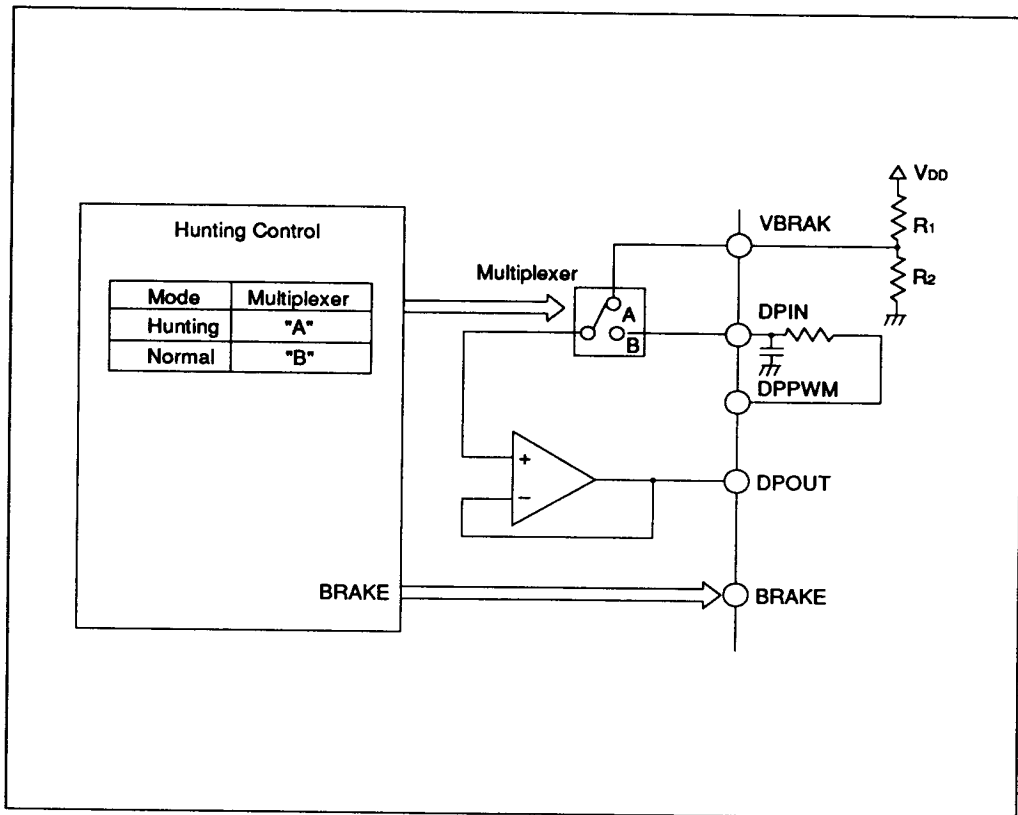 Hunting Control
Mode Multiplexer
Hunting "A"
Normal "B"
BRAKE
Multiplexer
A
B
+
−
VDD
R1
R2
VBRAK
DPIN
DPPWM
DPOUT
BRAKE